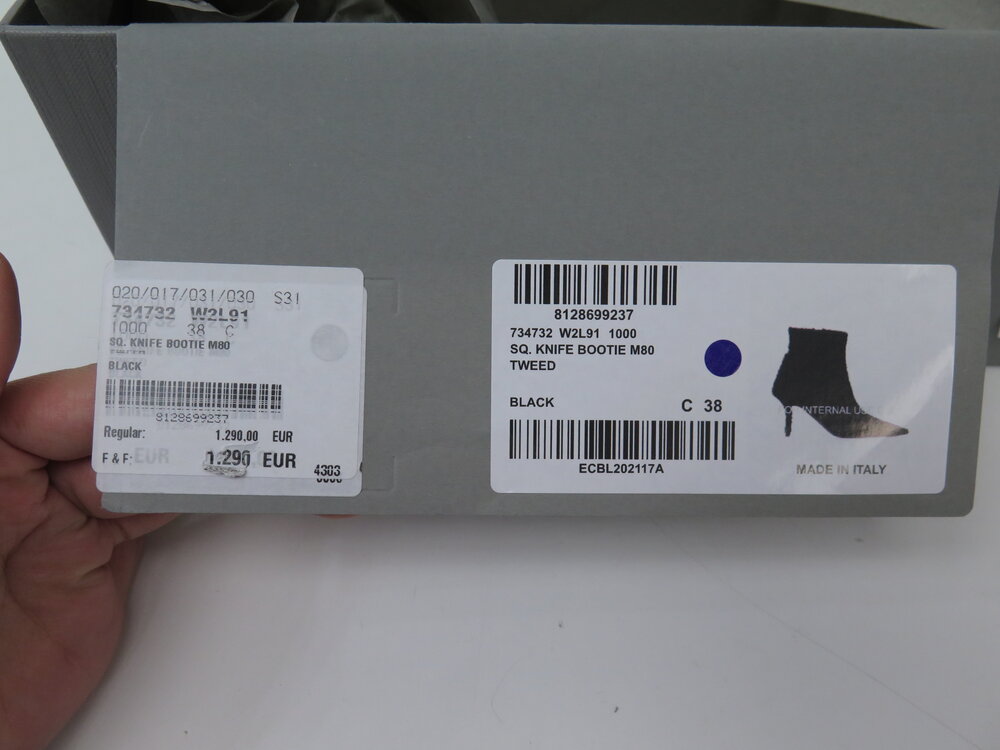 020/017/031/030 S31
734732 W2L91
1000 38 C
SQ. KNIFE BOOTIE M80
BLACK
8128699237
Regular: 1.290,00 EUR
F & F: EUR 1.290 EUR
4303
8128699237
734732 W2L91 1000
SQ. KNIFE BOOTIE M80
TWEED
BLACK C 38
INTERNAL
ECBL202117A
MADE IN ITALY